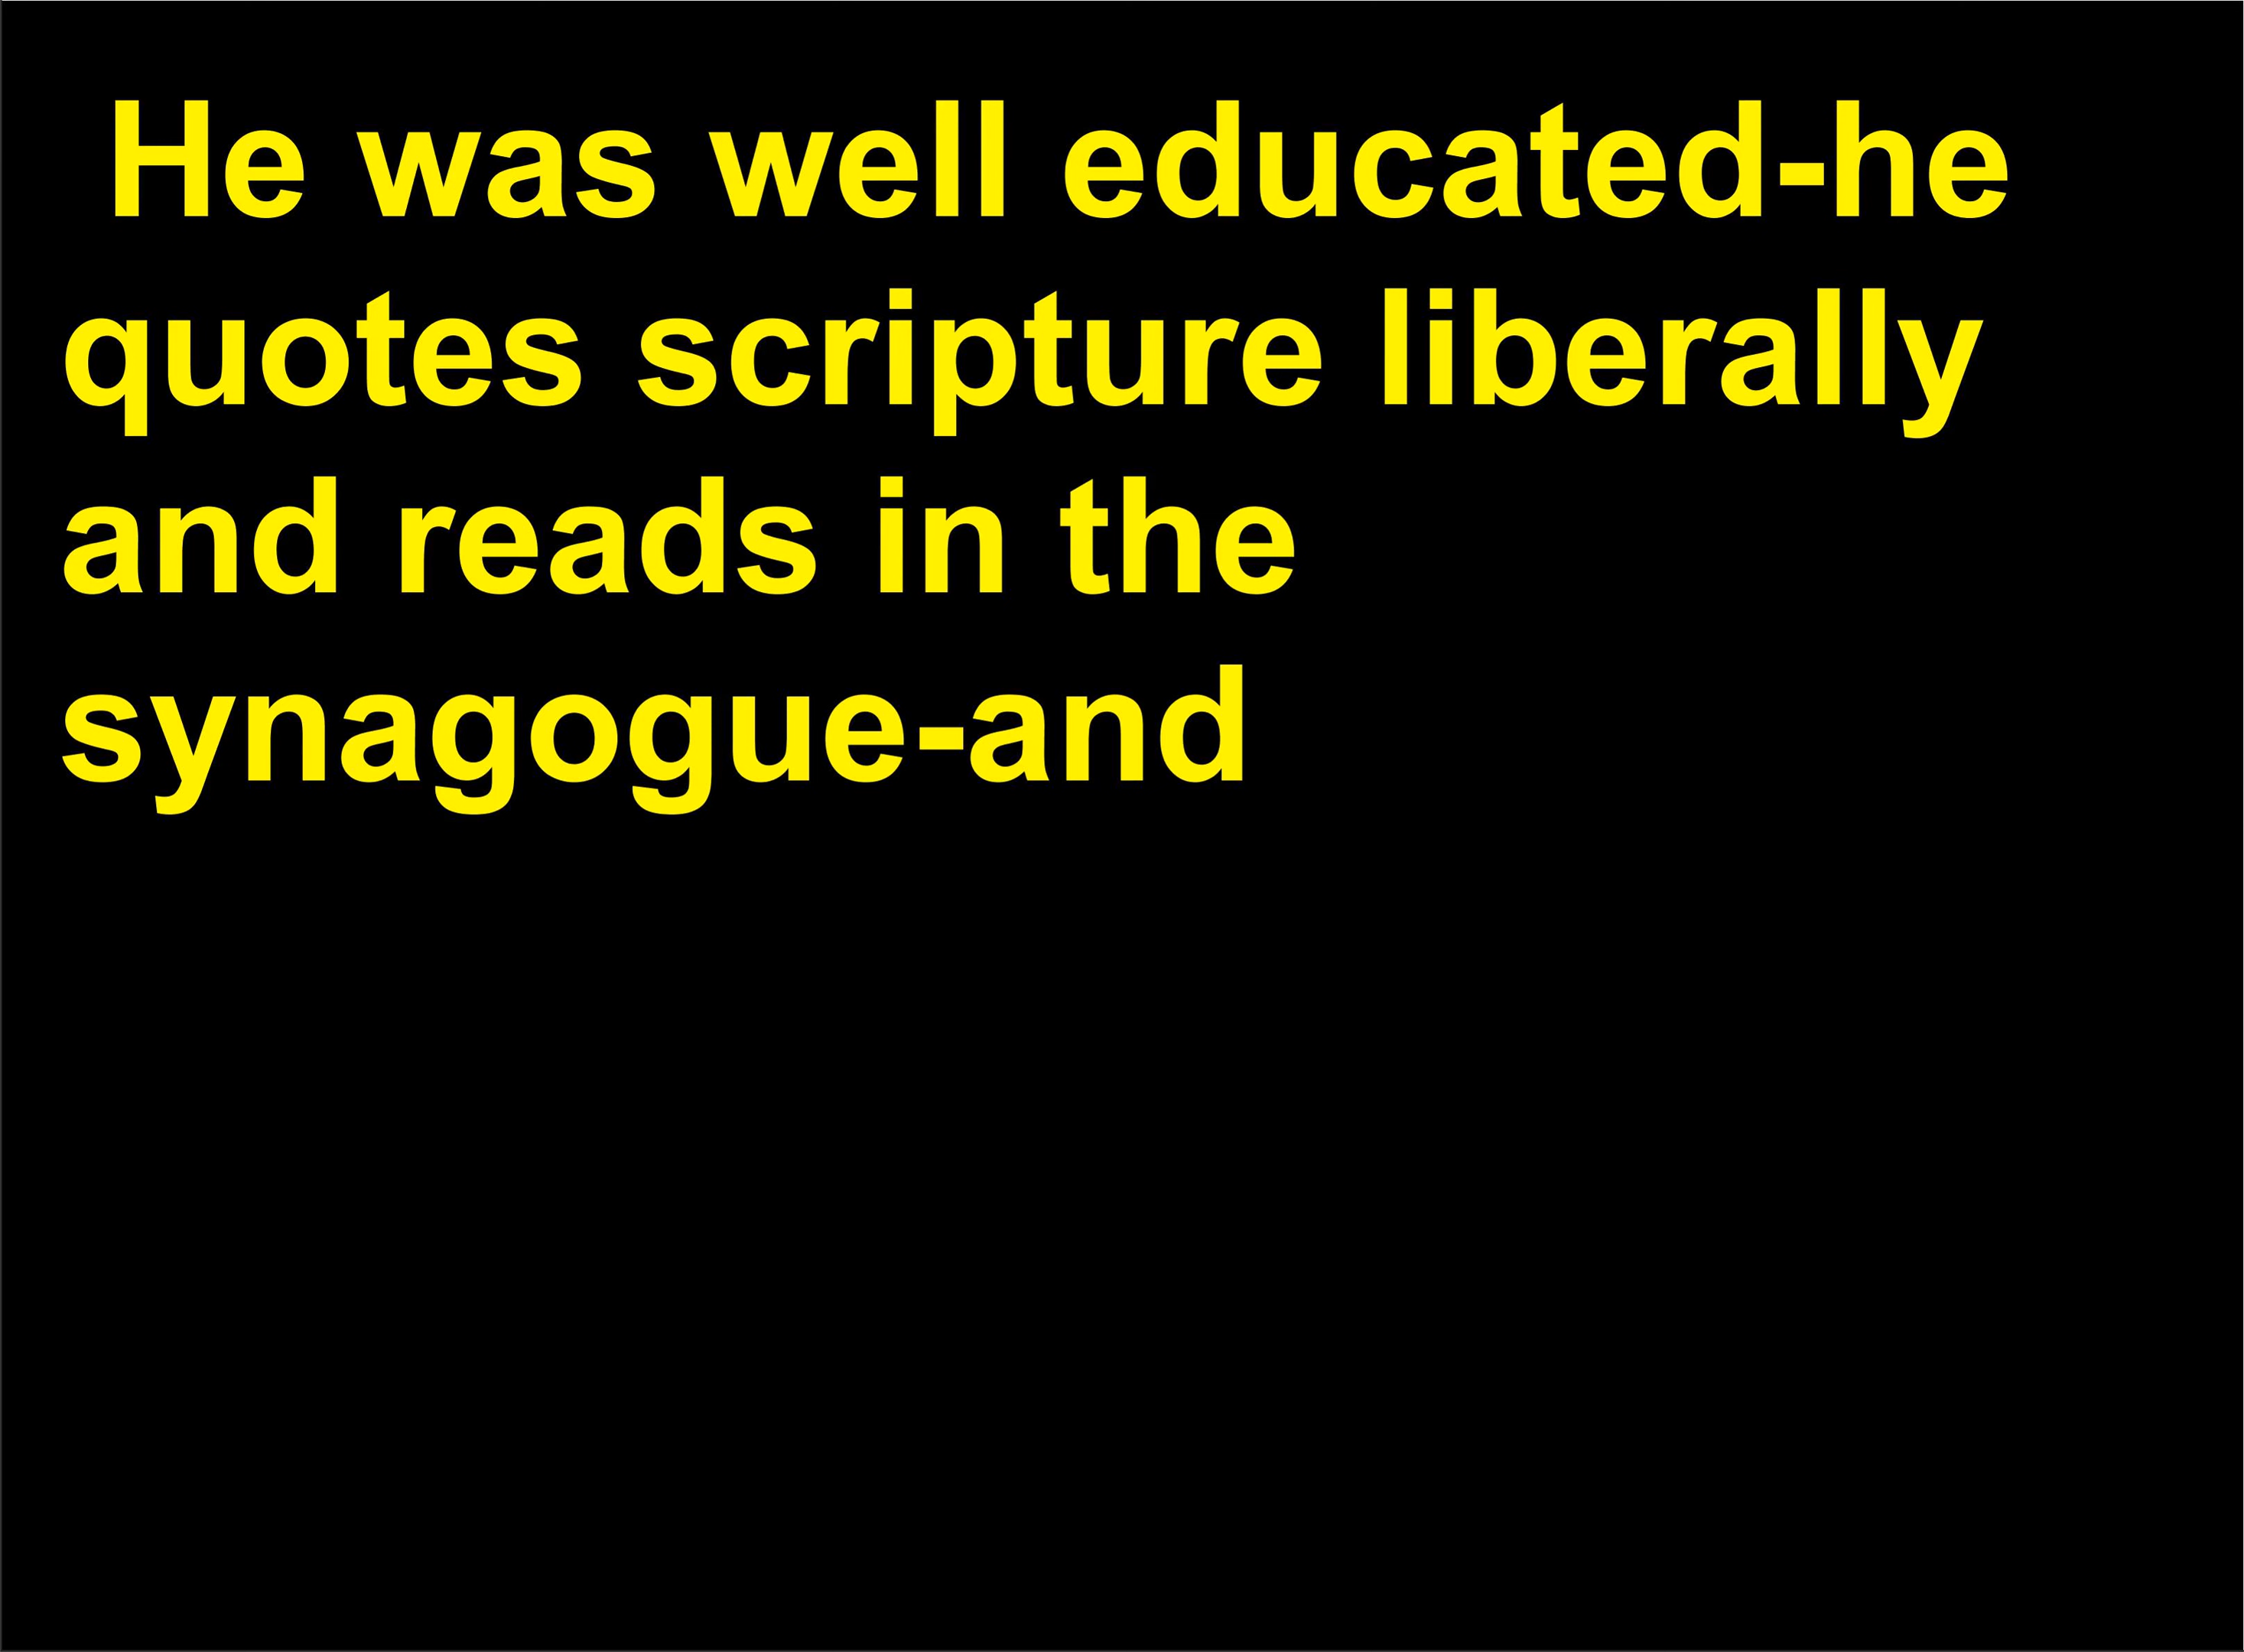 He was well educated-he
quotes scripture liberally
and reads in the
synagogue-and